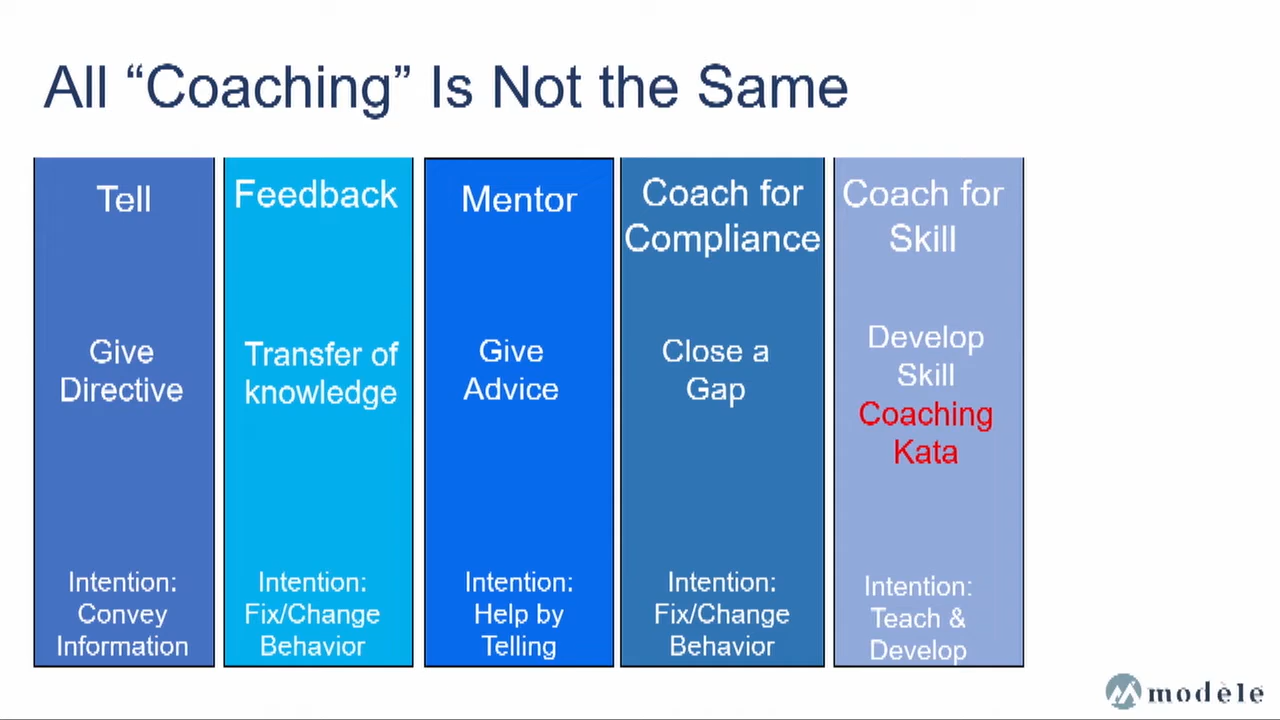 All “Coaching” Is Not the Same
Tell
Give
Directive
Intention:
Convey
Information
Feedback
Transfer of
knowledge
Intention:
Fix/Change
Behavior
Mentor
Give
Advice
Intention:
Help by
Telling
Coach for
Compliance
Close a
Gap
Intention:
Fix/Change
Behavior
Coach for
Skill
Develop
Skill
Coaching
Kata
Intention:
Teach &
Develop
modèle